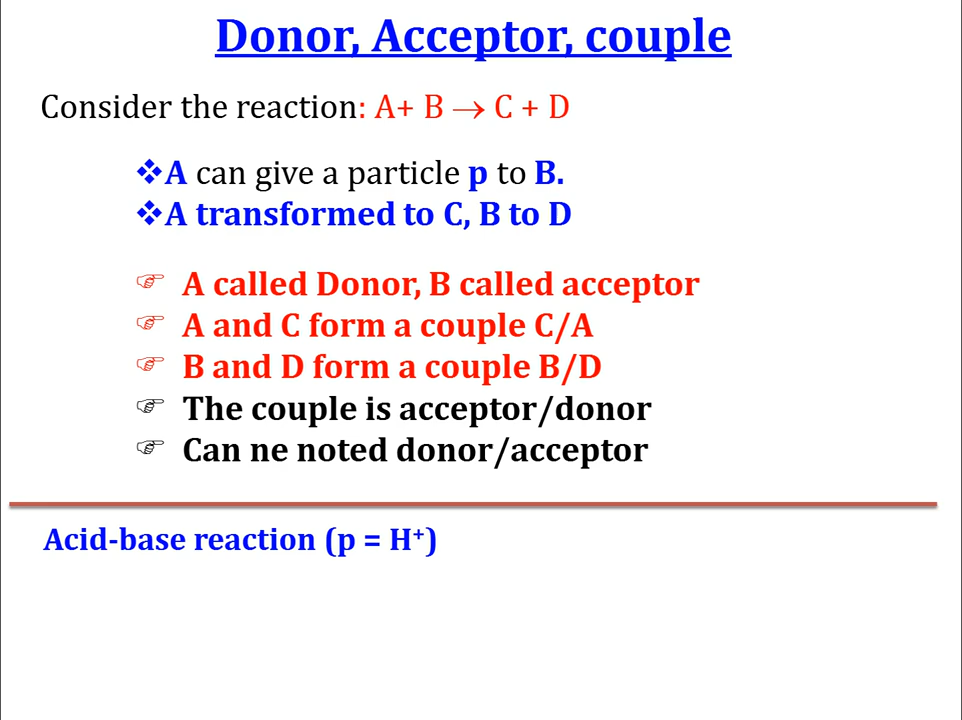 Donor, Acceptor, couple
Consider the reaction: A+ B → C + D
❖A can give a particle p to B.
❖A transformed to C, B to D
☞ A called Donor, B called acceptor
☞ A and C form a couple C/A
☞ B and D form a couple B/D
☞ The couple is acceptor/donor
☞ Can ne noted donor/acceptor
Acid-base reaction (p = H⁺)